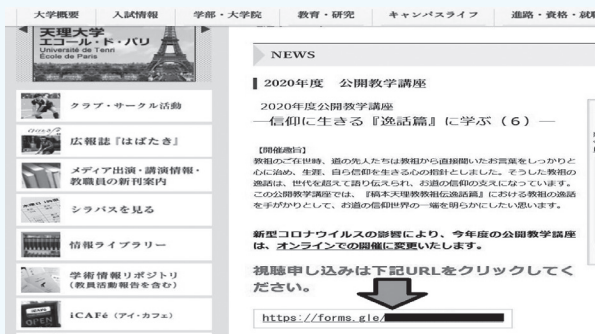 大学概要 入試情報 学部・大学院 教育・研究 キャンパスライフ 進路・資格・就職
天理大学
エコール・ド・パリ
Université de Tenri
École de Paris
クラブ・サークル活動
広報誌『はばたき』
メディア出演・講演情報・
教職員の新刊案内
シラバスを見る
情報ライブラリー
学術情報リポジトリ
(教員活動報告を含む)
OPEN
iCAFé (アイ・カフェ)
NEWS
2020年度 公開教学講座
2020年度公開教学講座
―信仰に生きる『逸話篇』に学ぶ(6)―
【開催趣旨】
教祖のご在世時、道の先人たちは教祖から直接聞いたお言葉をしっかりと
心に治め、生涯、自ら信仰を生きる心の指針としました。そうした教祖の
逸話は、世代を超えて語り伝えられ、お道の信仰の支えになっています。
この公開教学講座では、『稿本天理教教祖伝逸話篇』における教祖の逸話
を手がかりとして、お道の信仰世界の一端を明らかにしたい思います。
新型コロナウイルスの影響により、今年度の公開教学講座
は、オンラインでの開催に変更いたします。
視聴申し込みは下記URLをクリックしてく
ださい。
https://forms.gle/